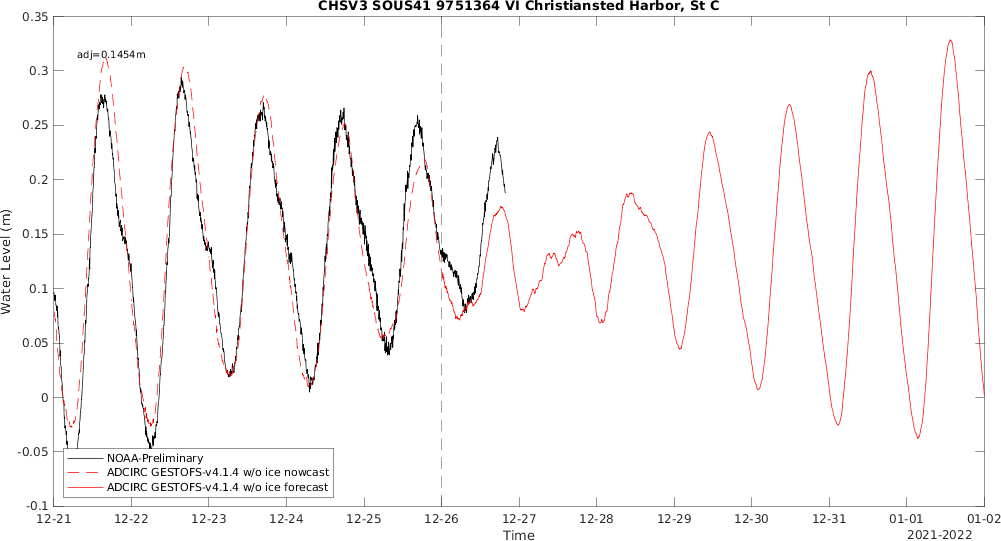 CHSV3 SOUS41 9751364 VI Christiansted Harbor, St C
adj=0.1454m
0.35
0.3
0.25
0.2
0.15
0.1
0.05
0
-0.05
-0.1
Water Level (m)
NOAA-Preliminary
ADCIRC GESTOFS-v4.1.4 w/o ice nowcast
ADCIRC GESTOFS-v4.1.4 w/o ice forecast
12-21 12-22 12-23 12-24 12-25 12-26 12-27 12-28 12-29 12-30 12-31 01-01 01-02
Time
2021-2022